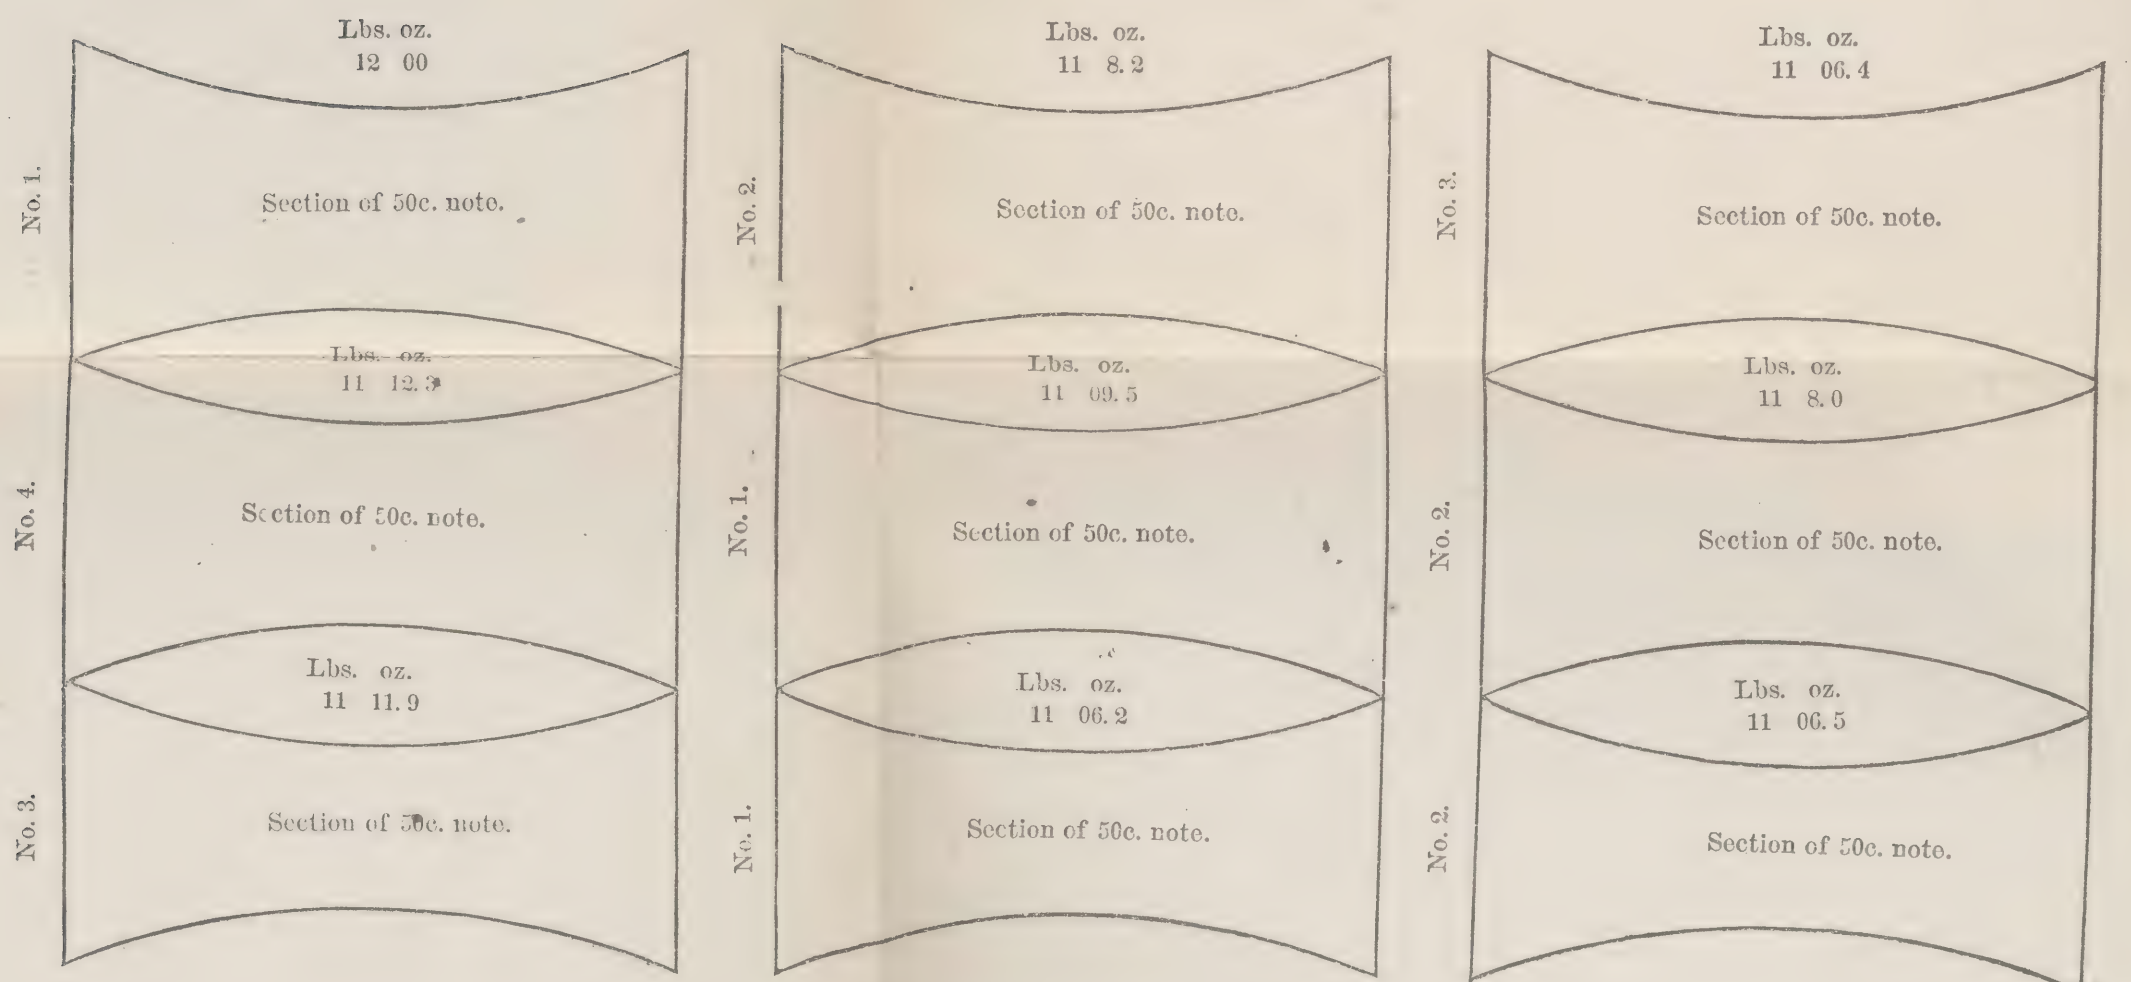 Lbs. oz.
12 00
No. 1.
Section of 50c. note.
Lbs. oz.
11 12.3
No. 4.
Section of 50c. note.
Lbs. oz.
11 11.9
No. 3.
Section of 50c. note.
Lbs. oz.
11 8.2
No. 2.
Section of 50c. note.
Lbs. oz.
11 09.5
No. 1.
Section of 50c. note.
Lbs. oz.
11 06.2
No. 1.
Section of 50c. note.
Lbs. oz.
11 06.4
No. 3.
Section of 50c. note.
Lbs. oz.
11 8.0
No. 2.
Section of 50c. note.
Lbs. oz.
11 06.5
No. 2.
Section of 50c. note.